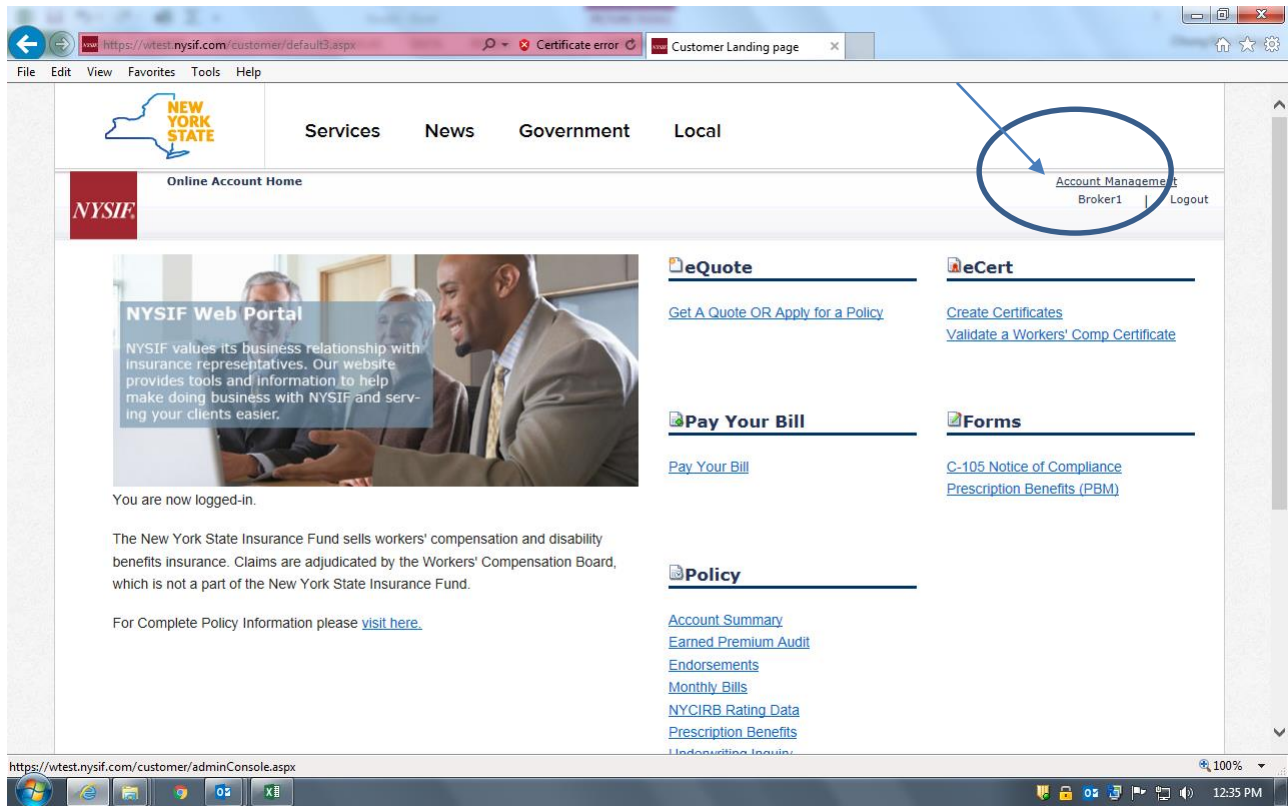 https://wtest.nysif.com/customer/default3.aspx
Certificate error
Customer Landing page
File Edit View Favorites Tools Help
NEW
YORK
STATE
Services News Government Local
Online Account Home
Account Management
Broker1 | Logout
NYSIF
NYSIF Web Portal
NYSIF values its business relationship with
insurance representatives. Our website
provides tools and information to help
make doing business with NYSIF and serv-
ing your clients easier.
You are now logged-in.
The New York State Insurance Fund sells workers' compensation and disability
benefits insurance. Claims are adjudicated by the Workers' Compensation Board,
which is not a part of the New York State Insurance Fund.
For Complete Policy Information please visit here.
eQuote
Get A Quote OR Apply for a Policy
eCert
Create Certificates
Validate a Workers' Comp Certificate
Pay Your Bill
Pay Your Bill
Forms
C-105 Notice of Compliance
Prescription Benefits (PBM)
Policy
Account Summary
Earned Premium Audit
Endorsements
Monthly Bills
NYCIRB Rating Data
Prescription Benefits
Underwriting Inquiry
https://wtest.nysif.com/customer/adminConsole.aspx
100%
12:35 PM